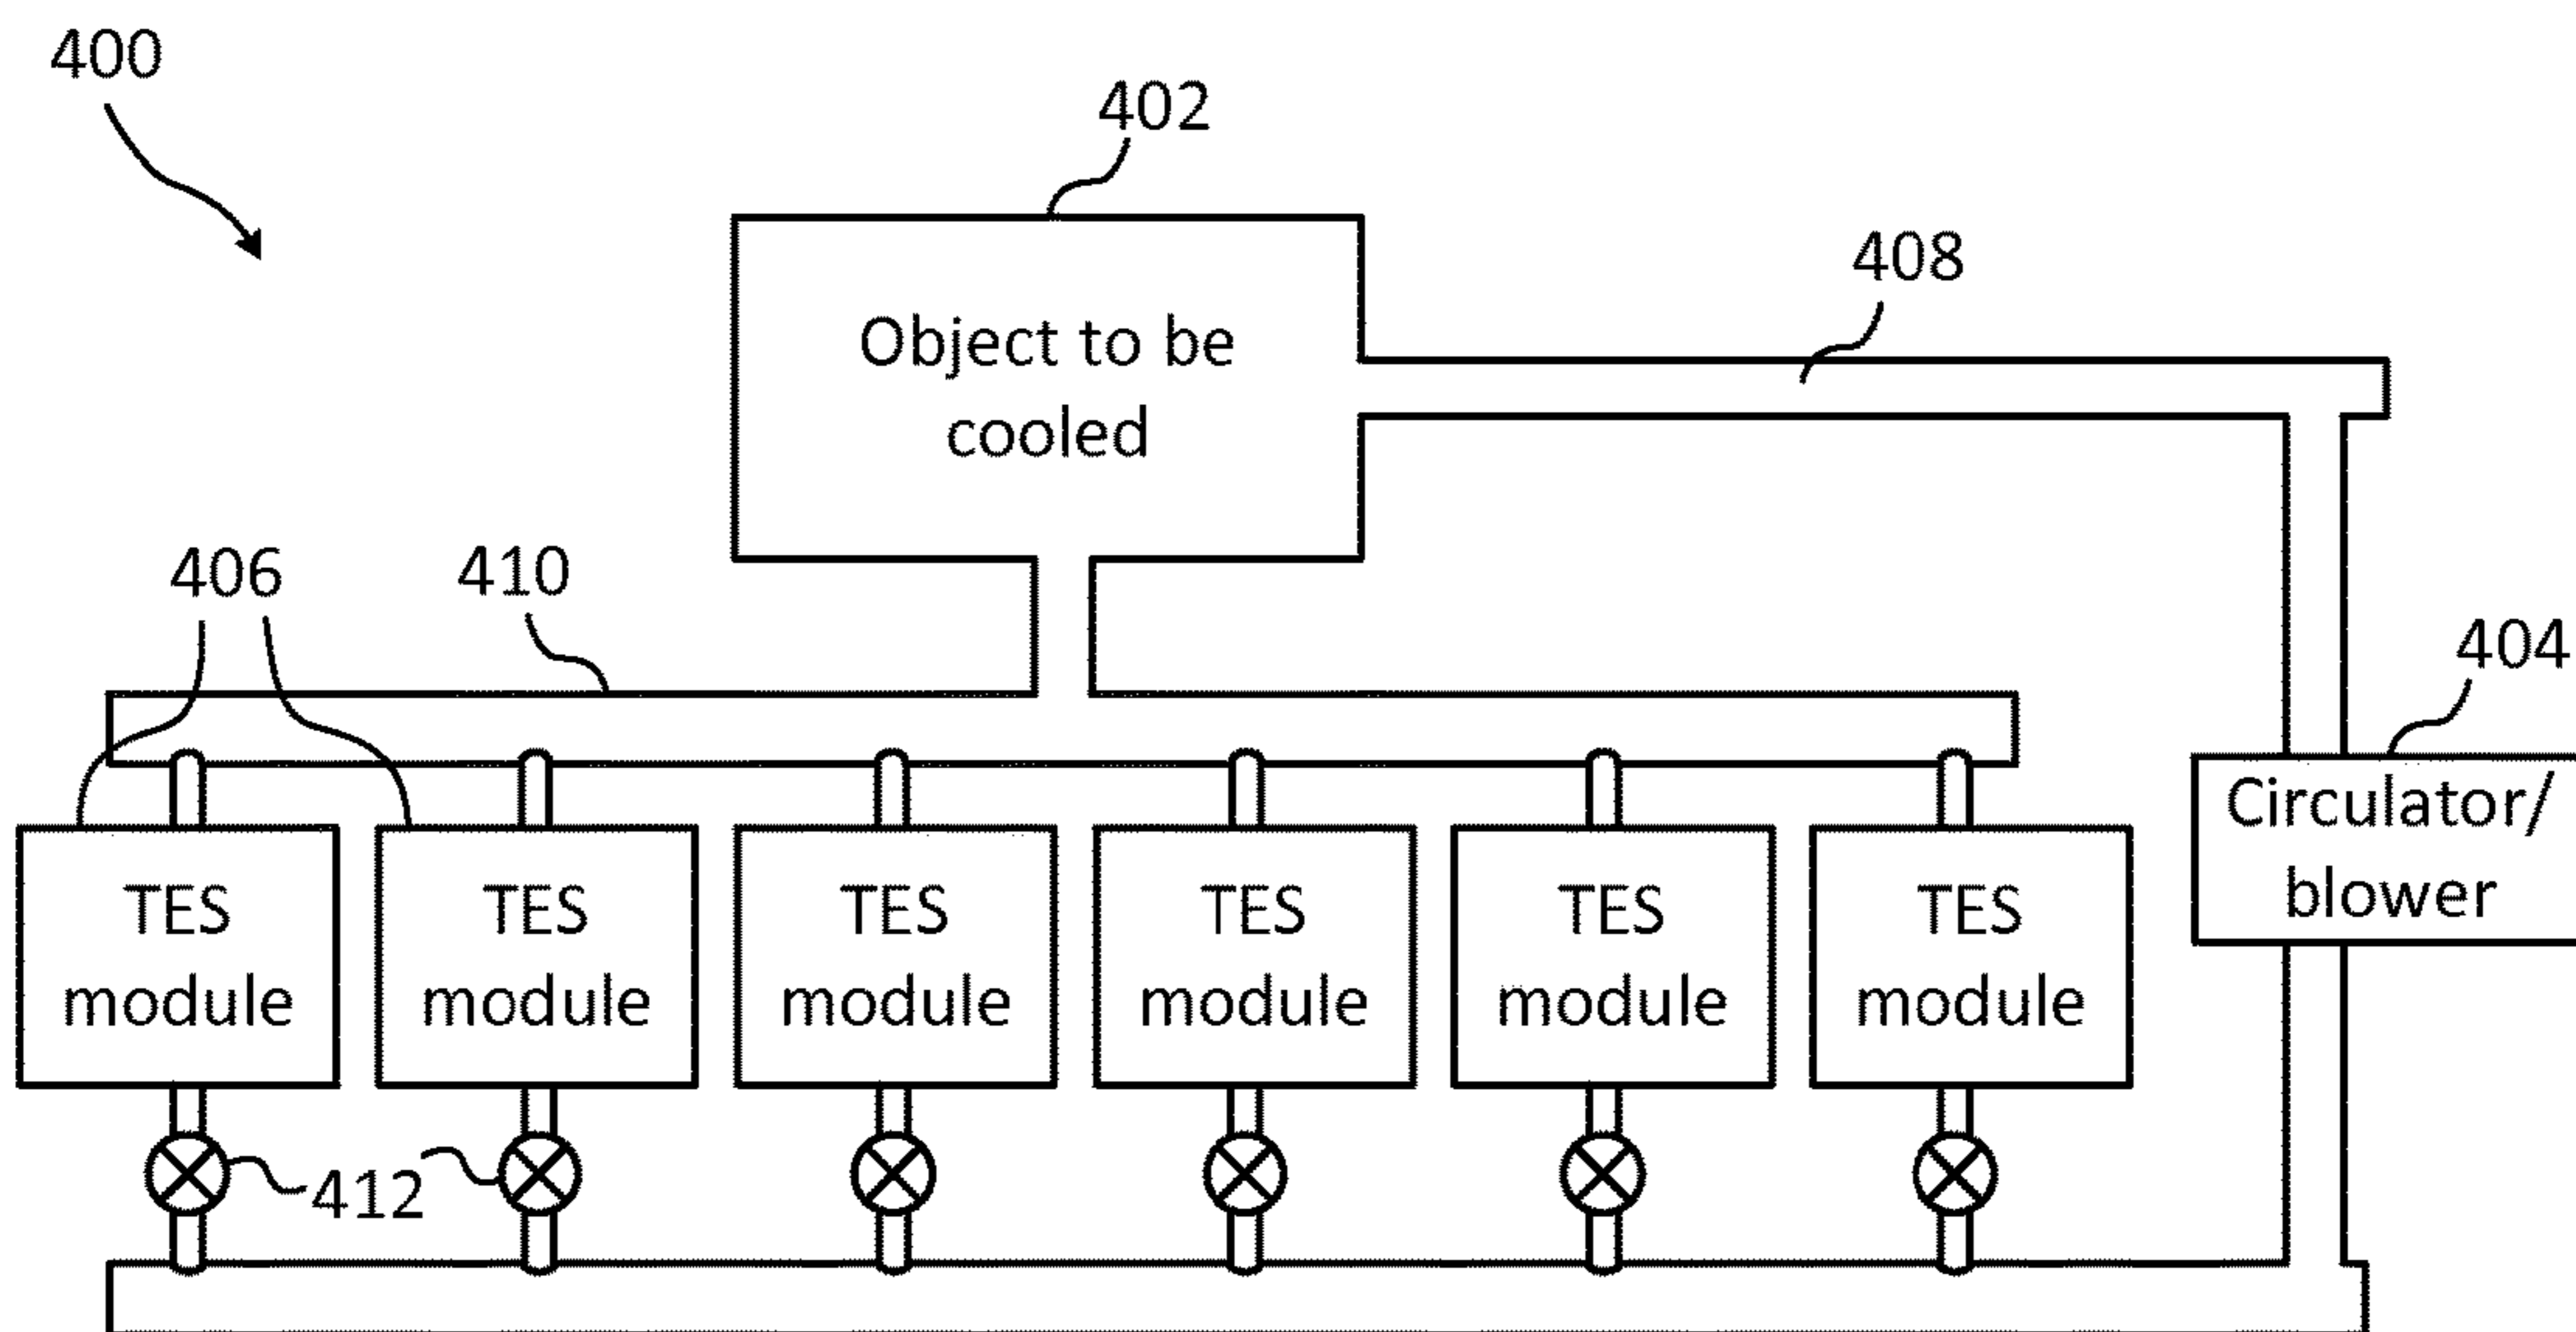 400
402
408
Object to be
cooled
406
410
404
Circulator/
blower
TES
module
TES
module
TES
module
TES
module
TES
module
TES
module
412